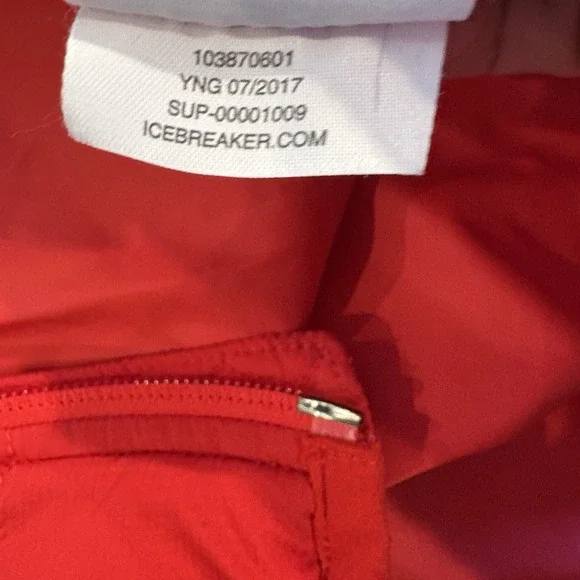 103870601
YNG 07/2017
SUP-00001009
ICEBREAKER.COM